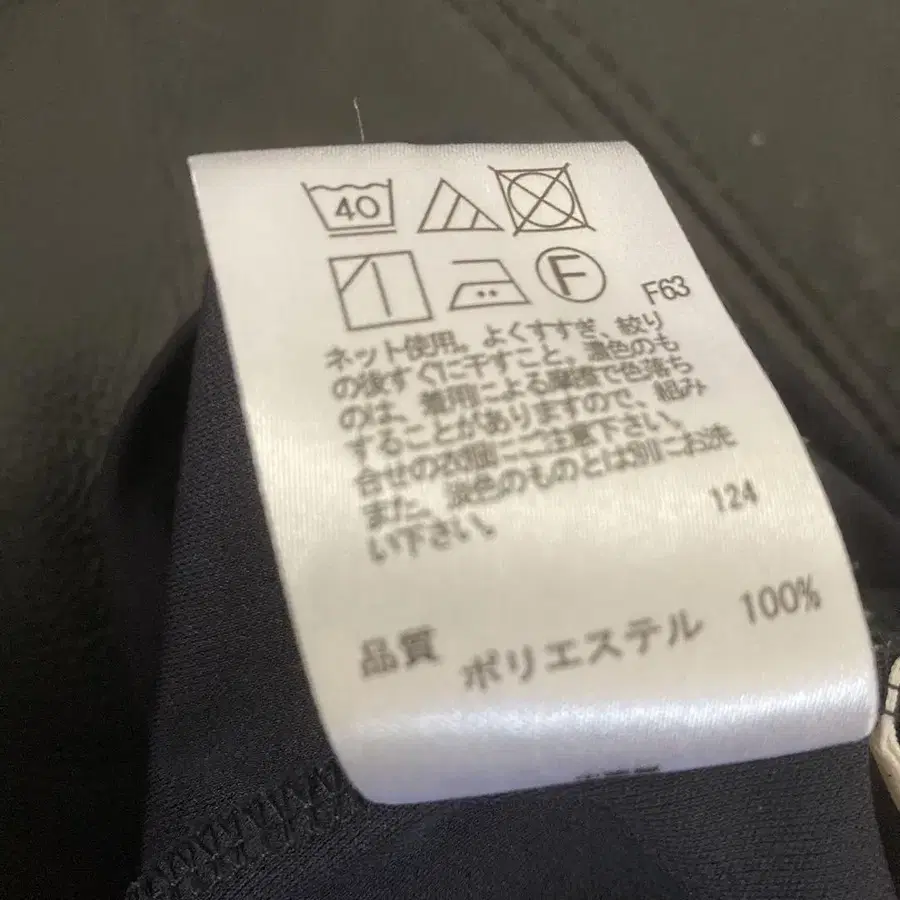 40
F
F63
ネット使用。よくすすぎ、絞り
の後すぐに干すこと。濃色のも
のは、着用による摩擦で色落ち
することがありますので、組み
合せの衣服にご注意下さい。
また、淡色のものとは別にお洗
い下さい。
124
品質 ポリエステル 100%